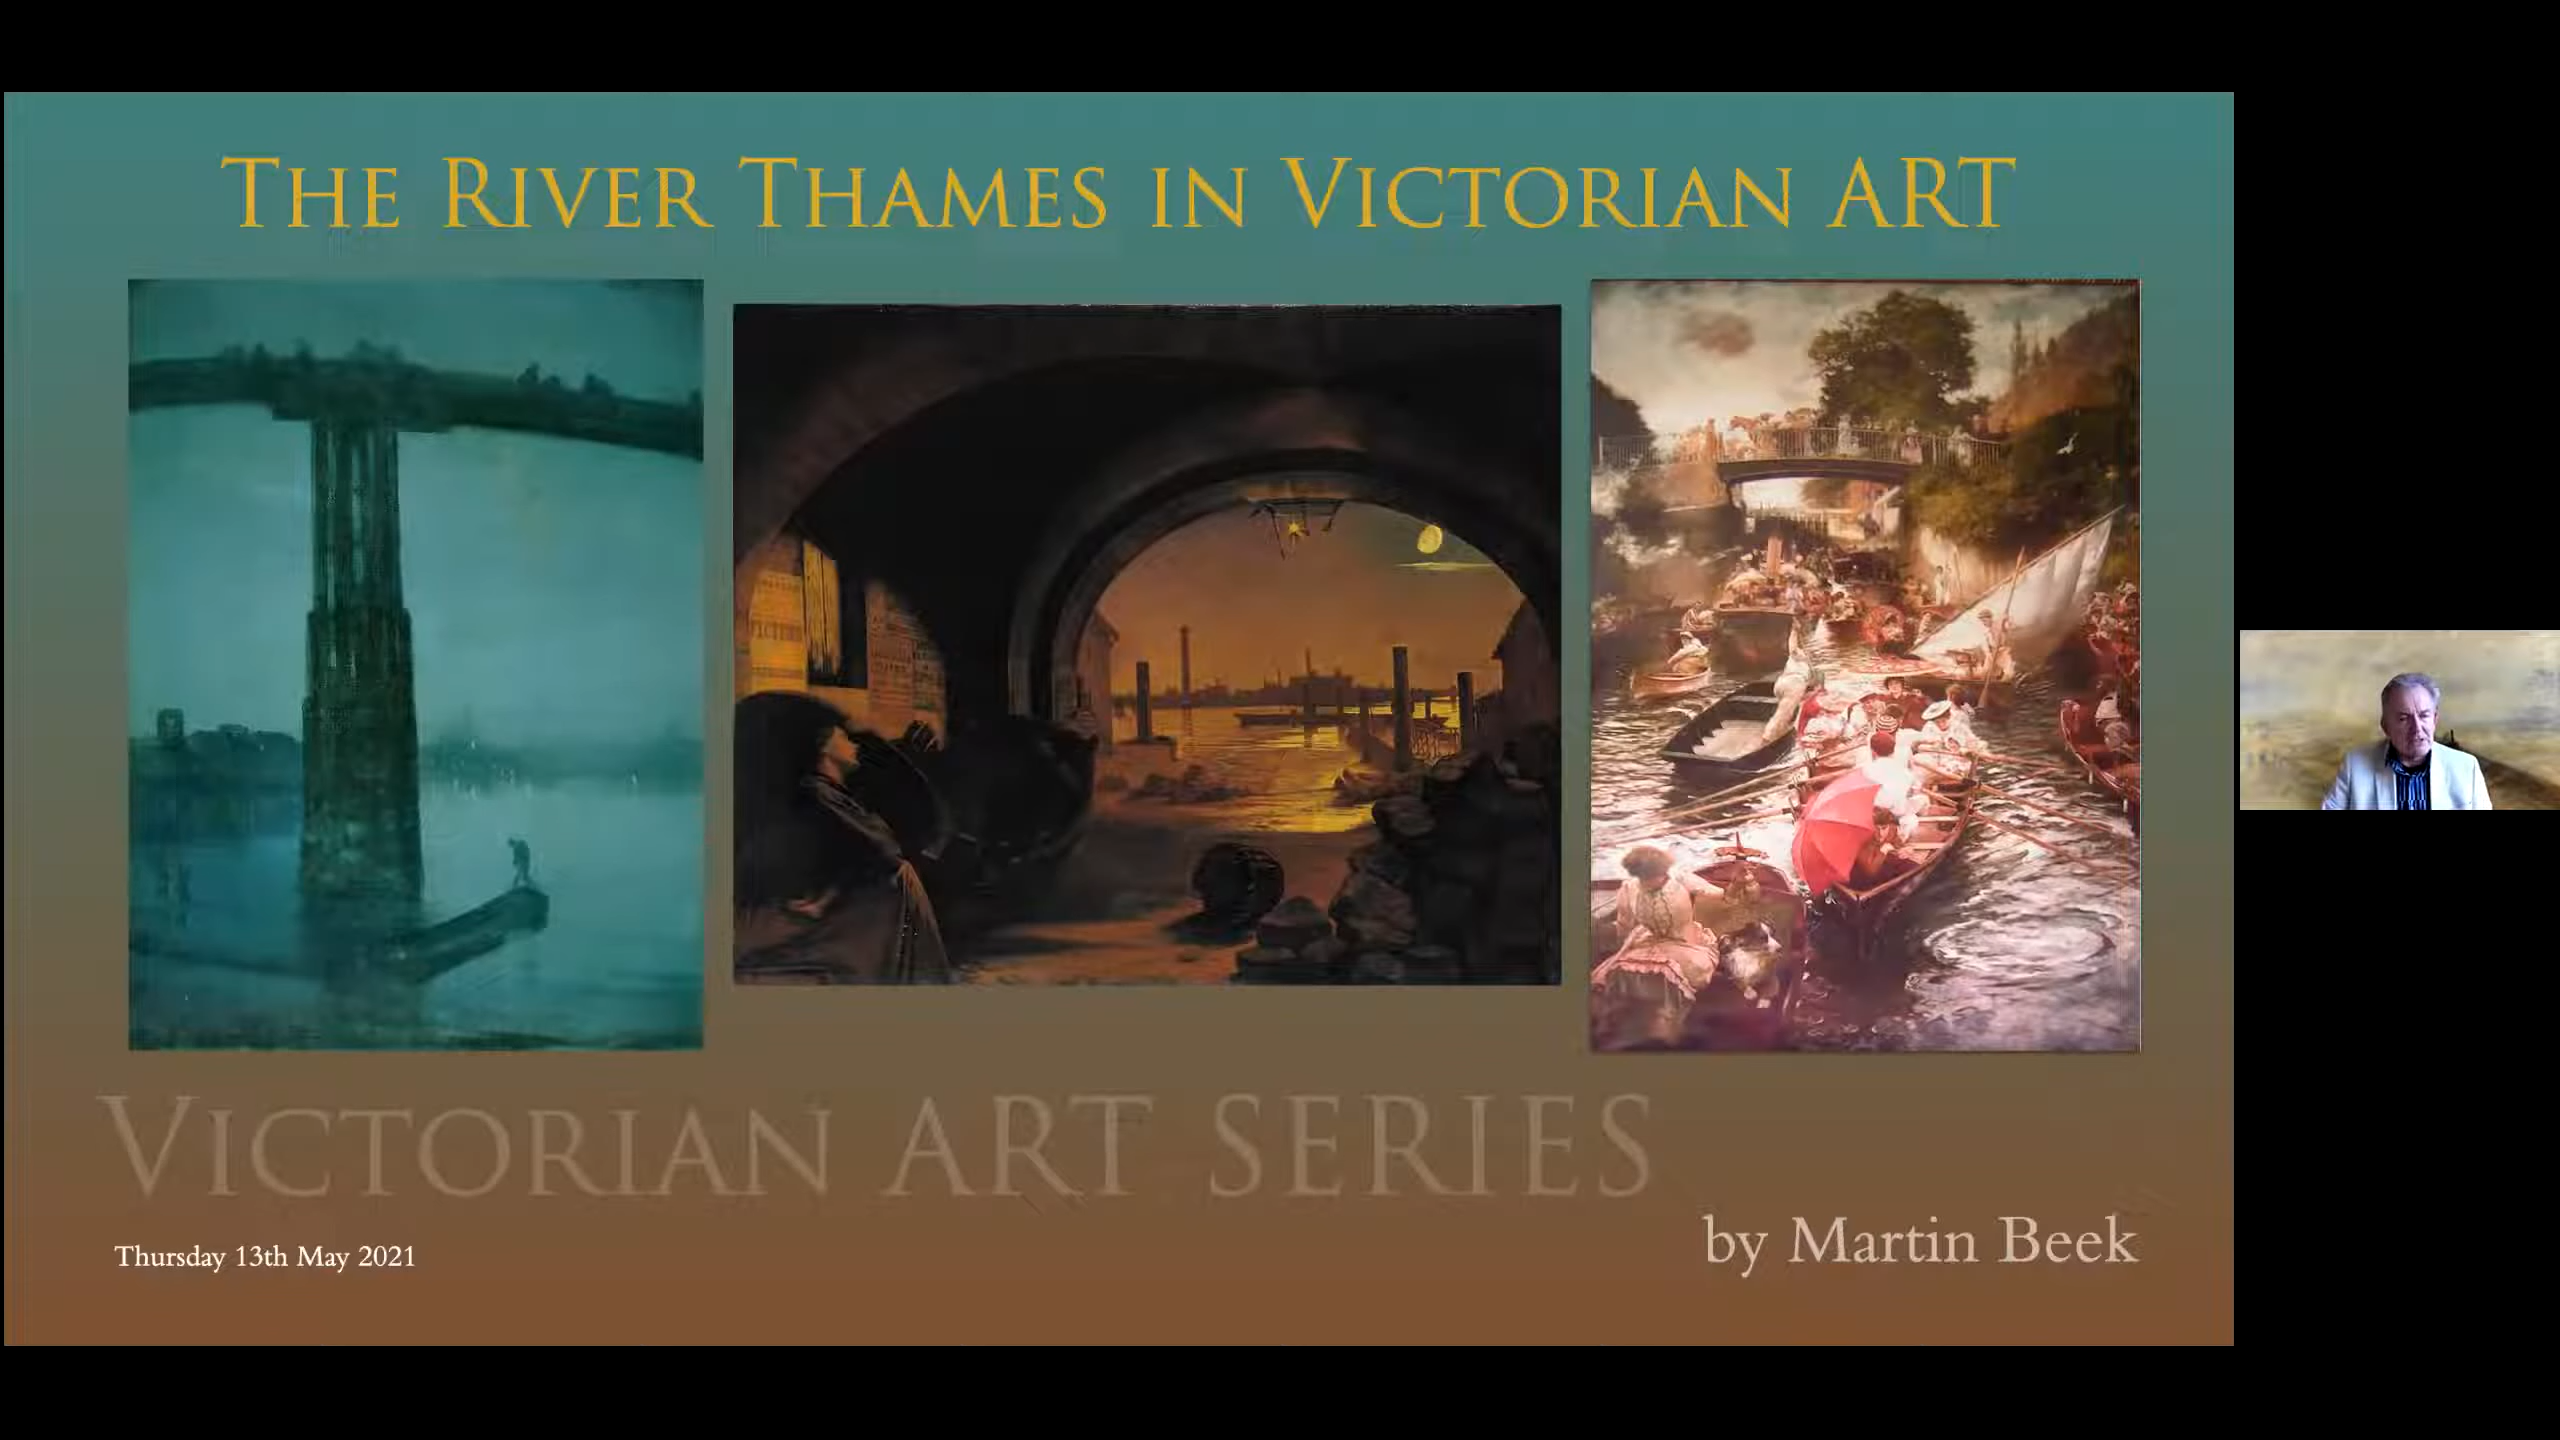 THE RIVER THAMES IN VICTORIAN ART
VICTORIAN ART SERIES
by Martin Beek
Thursday 13th May 2021